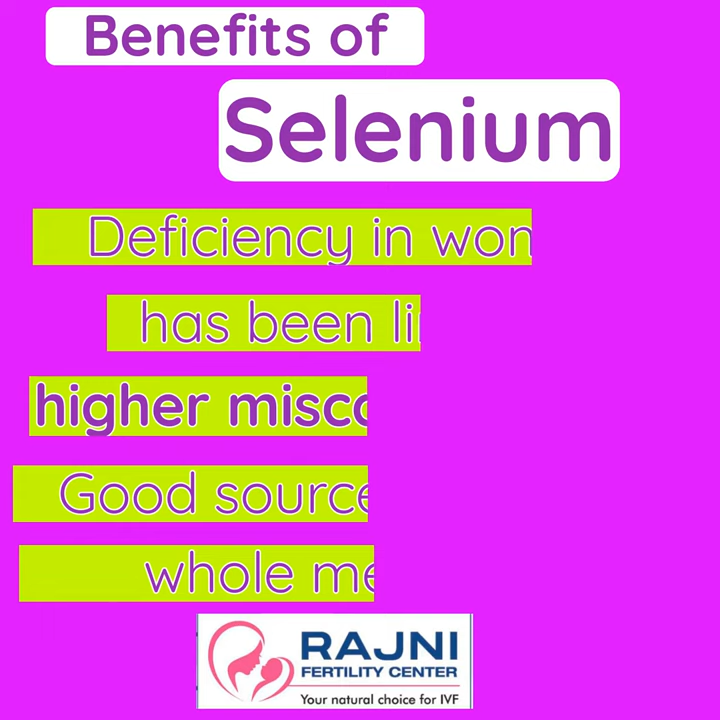 Benefits of
Selenium
Deficiency in
has been
higher
Good
whole
RAJNI
FERTILITY CENTER
Your natural choice for IVF